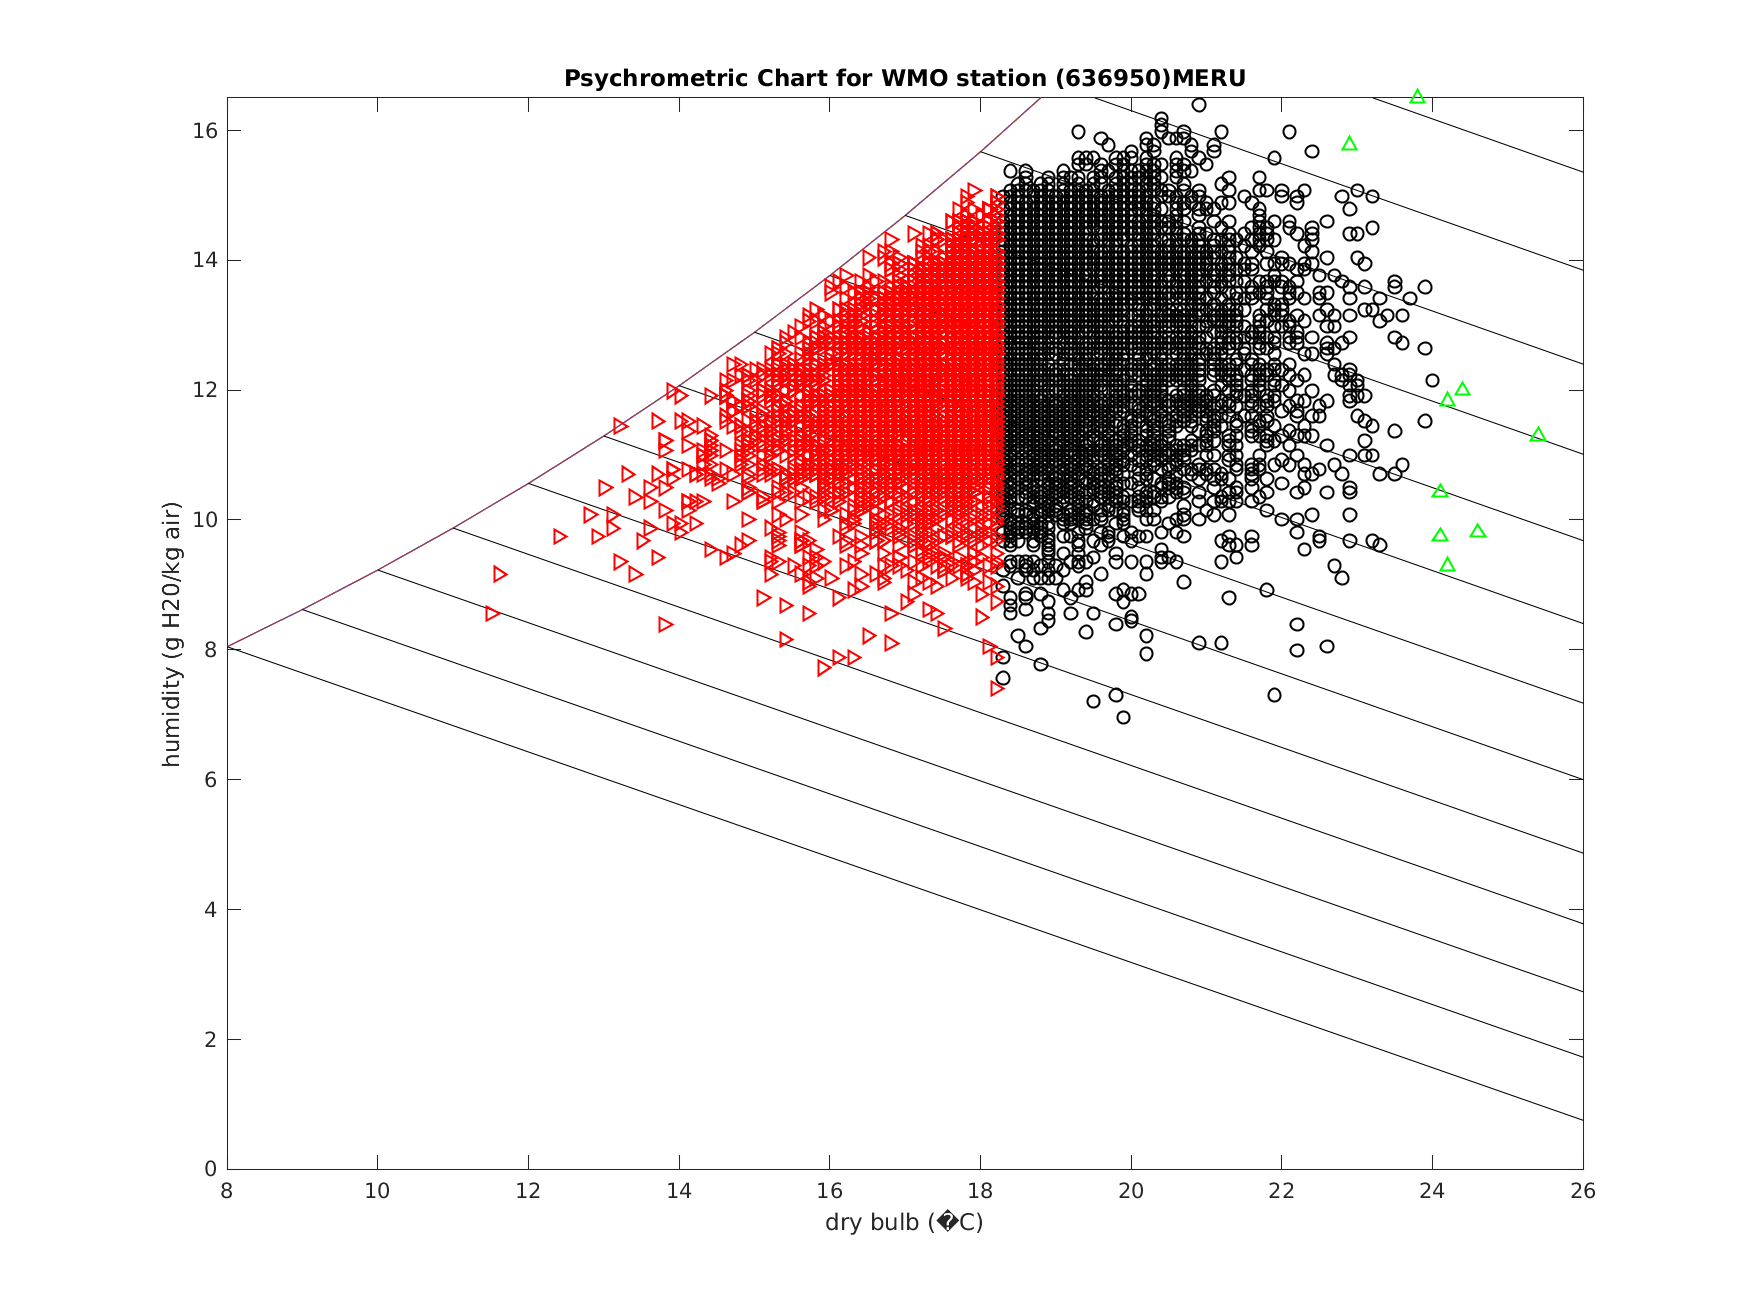 Psychrometric Chart for WMO station (636950)MERU
16
14
12
10
8
6
4
2
0
humidity (g H20/kg air)
8 10 12 14 16 18 20 22 24 26
dry bulb (�C)